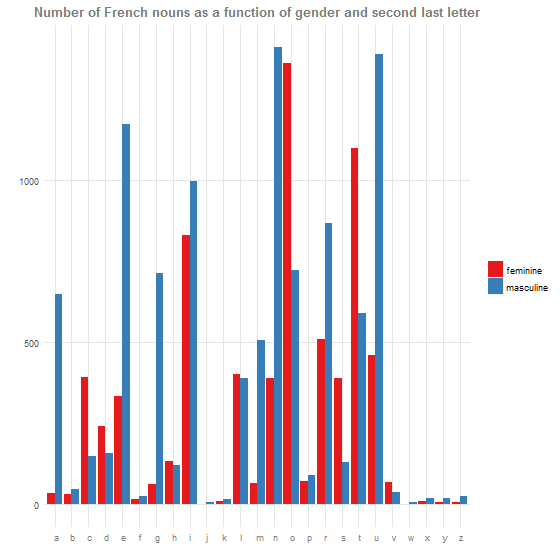 Number of French nouns as a function of gender and second last letter
1000
500
0
feminine
masculine
a b c d e f g h i j k l m n o p r s t u v w x y z